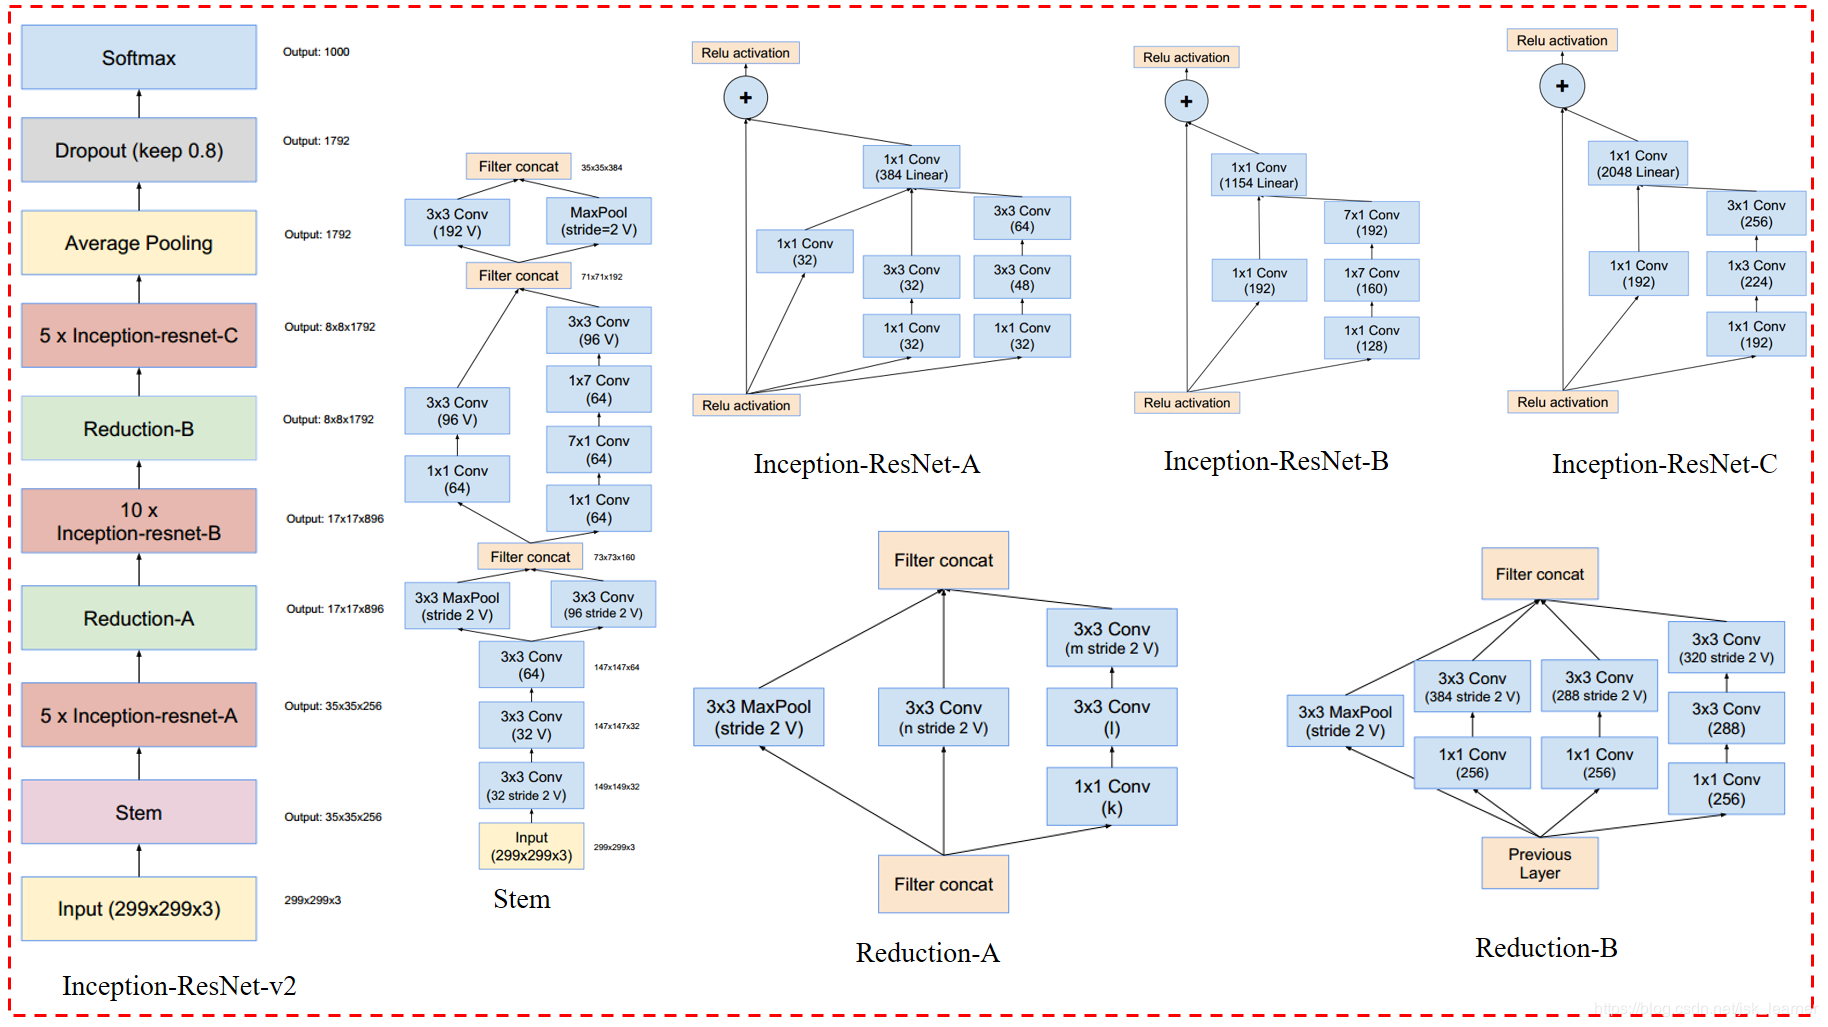 Softmax
Output: 1000
Dropout (keep 0.8)
Output: 1792
Average Pooling
Output: 1792
5 x Inception-resnet-C
Output: 8x8x1792
Reduction-B
Output: 8x8x1792
10 x
Inception-resnet-B
Output: 17x17x896
Reduction-A
Output: 17x17x896
5 x Inception-resnet-A
Output: 35x35x256
Stem
Output: 35x35x256
Input (299x299x3)
299x299x3
Inception-ResNet-v2
Filter concat
35x35x384
3x3 Conv
(192 V)
MaxPool
(stride=2 V)
Filter concat
71x71x192
3x3 Conv
(96 V)
1x7 Conv
(64)
3x3 Conv
(96 V)
7x1 Conv
(64)
1x1 Conv
(64)
1x1 Conv
(64)
Filter concat
73x73x160
3x3 MaxPool
(stride 2 V)
3x3 Conv
(96 stride 2 V)
3x3 Conv
(64)
147x147x64
3x3 Conv
(32 V)
147x147x32
3x3 Conv
(32 stride 2 V)
149x149x32
Input
(299x299x3)
299x299x3
Stem
Relu activation
+
1x1 Conv
(384 Linear)
1x1 Conv
(32)
3x3 Conv
(32)
1x1 Conv
(32)
3x3 Conv
(64)
3x3 Conv
(48)
1x1 Conv
(32)
Relu activation
Inception-ResNet-A
Relu activation
+
1x1 Conv
(1154 Linear)
1x1 Conv
(192)
7x1 Conv
(192)
1x7 Conv
(160)
1x1 Conv
(128)
Relu activation
Inception-ResNet-B
Relu activation
+
1x1 Conv
(2048 Linear)
1x1 Conv
(192)
3x1 Conv
(256)
1x3 Conv
(224)
1x1 Conv
(192)
Relu activation
Inception-ResNet-C
Filter concat
3x3 MaxPool
(stride 2 V)
3x3 Conv
(n stride 2 V)
3x3 Conv
(m stride 2 V)
3x3 Conv
(l)
1x1 Conv
(k)
Filter concat
Reduction-A
Filter concat
3x3 MaxPool
(stride 2 V)
3x3 Conv
(384 stride 2 V)
1x1 Conv
(256)
3x3 Conv
(288 stride 2 V)
1x1 Conv
(256)
3x3 Conv
(320 stride 2 V)
3x3 Conv
(288)
1x1 Conv
(256)
Previous
Layer
Reduction-B